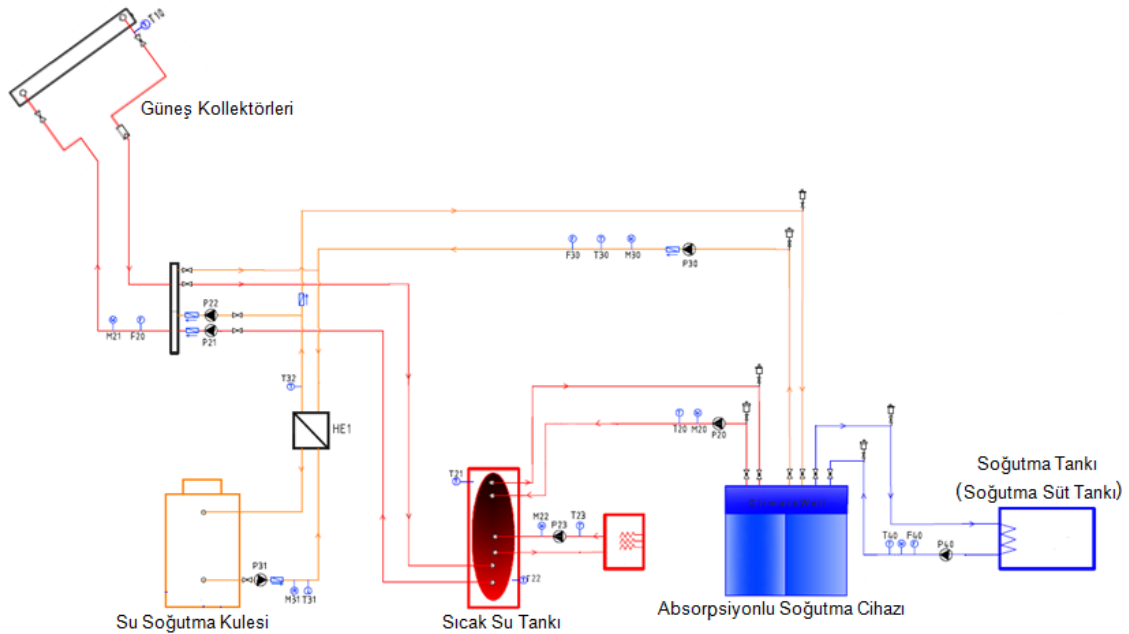 T10
Güneş Kollektörleri
F30 T30 M30 P30
P22
M21 F20 P21
T32
HE1
T20 M20 P20
T21
M22 P23 T23
Soğutma Tankı
(Soğutma Süt Tankı)
T40 F40 P40
P31
M31 T31
Su Soğutma Kulesi
Sıcak Su Tankı
Absorpsiyonlu Soğutma Cihazı